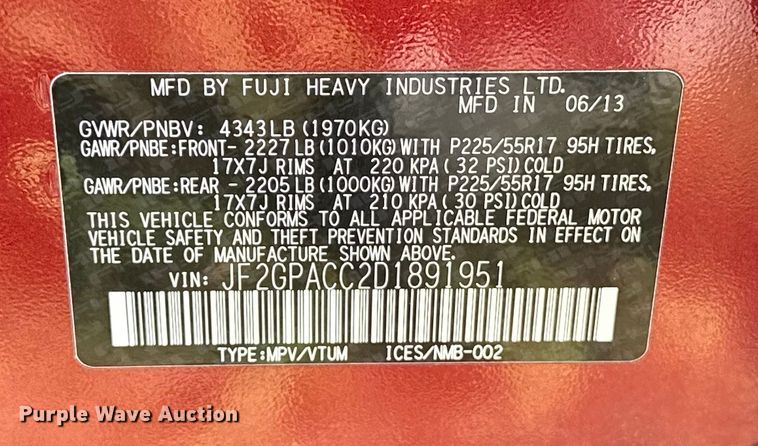 MFD BY FUJI HEAVY INDUSTRIES LTD.
MFD IN 06/13
GVWR/PNBV: 4343LB(1970KG)
GAWR/PNBE:FRONT- 2227LB(1010KG)WITH P225/55R17 95H TIRES,
17X7J RIMS AT 220 KPA(32 PSI)COLD
GAWR/PNBE:REAR - 2205LB(1000KG)WITH P225/55R17 95H TIRES,
17X7J RIMS AT 210 KPA(30 PSI)COLD
THIS VEHICLE CONFORMS TO ALL APPLICABLE FEDERAL MOTOR
VEHICLE SAFETY AND THEFT PREVENTION STANDARDS IN EFFECT ON
THE DATE OF MANUFACTURE SHOWN ABOVE.
VIN: JF2GPACC2D1891951
TYPE:MPV/VTUM ICES/NMB-002
Purple Wave Auction